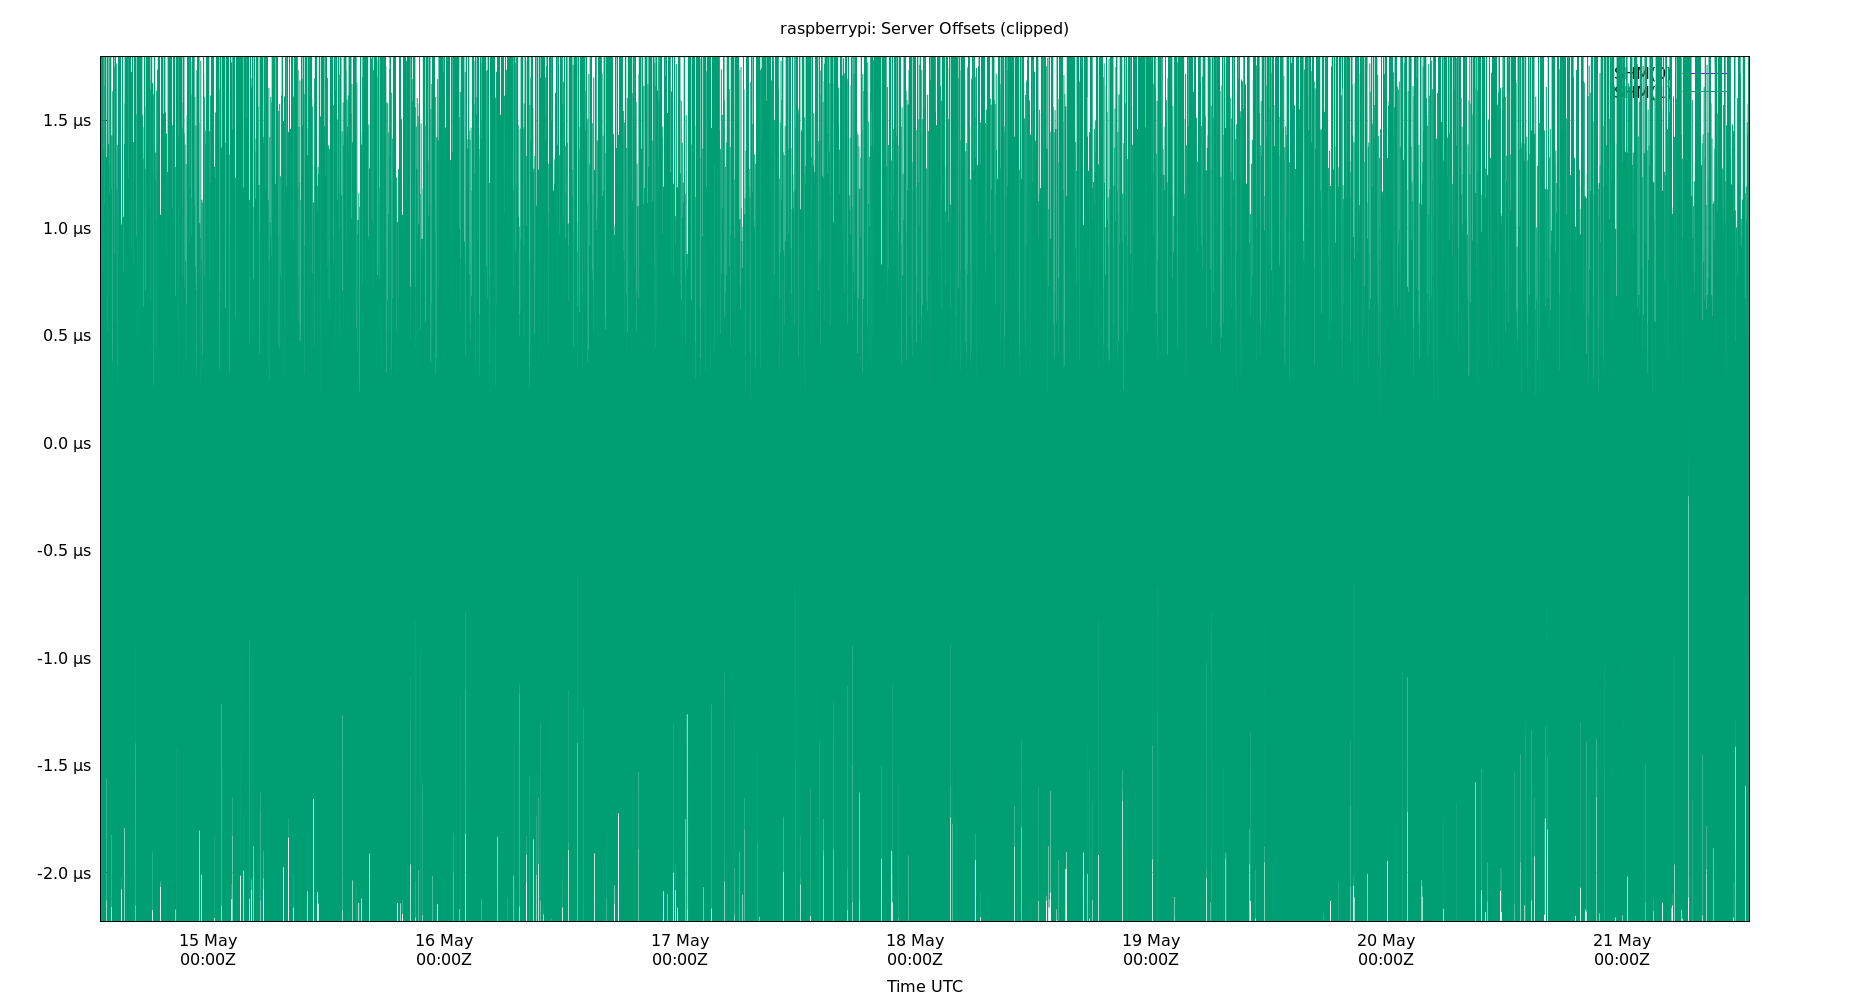 raspberrypi: Server Offsets (clipped)
SHM(0)
1.5 µs
1.0 µs
0.5 µs
0.0 µs
-0.5 µs
-1.0 µs
-1.5 µs
-2.0 µs
15 May 16 May 17 May 18 May 19 May 20 May 21 May
00:00Z 00:00Z 00:00Z 00:00Z 00:00Z 00:00Z 00:00Z
Time UTC